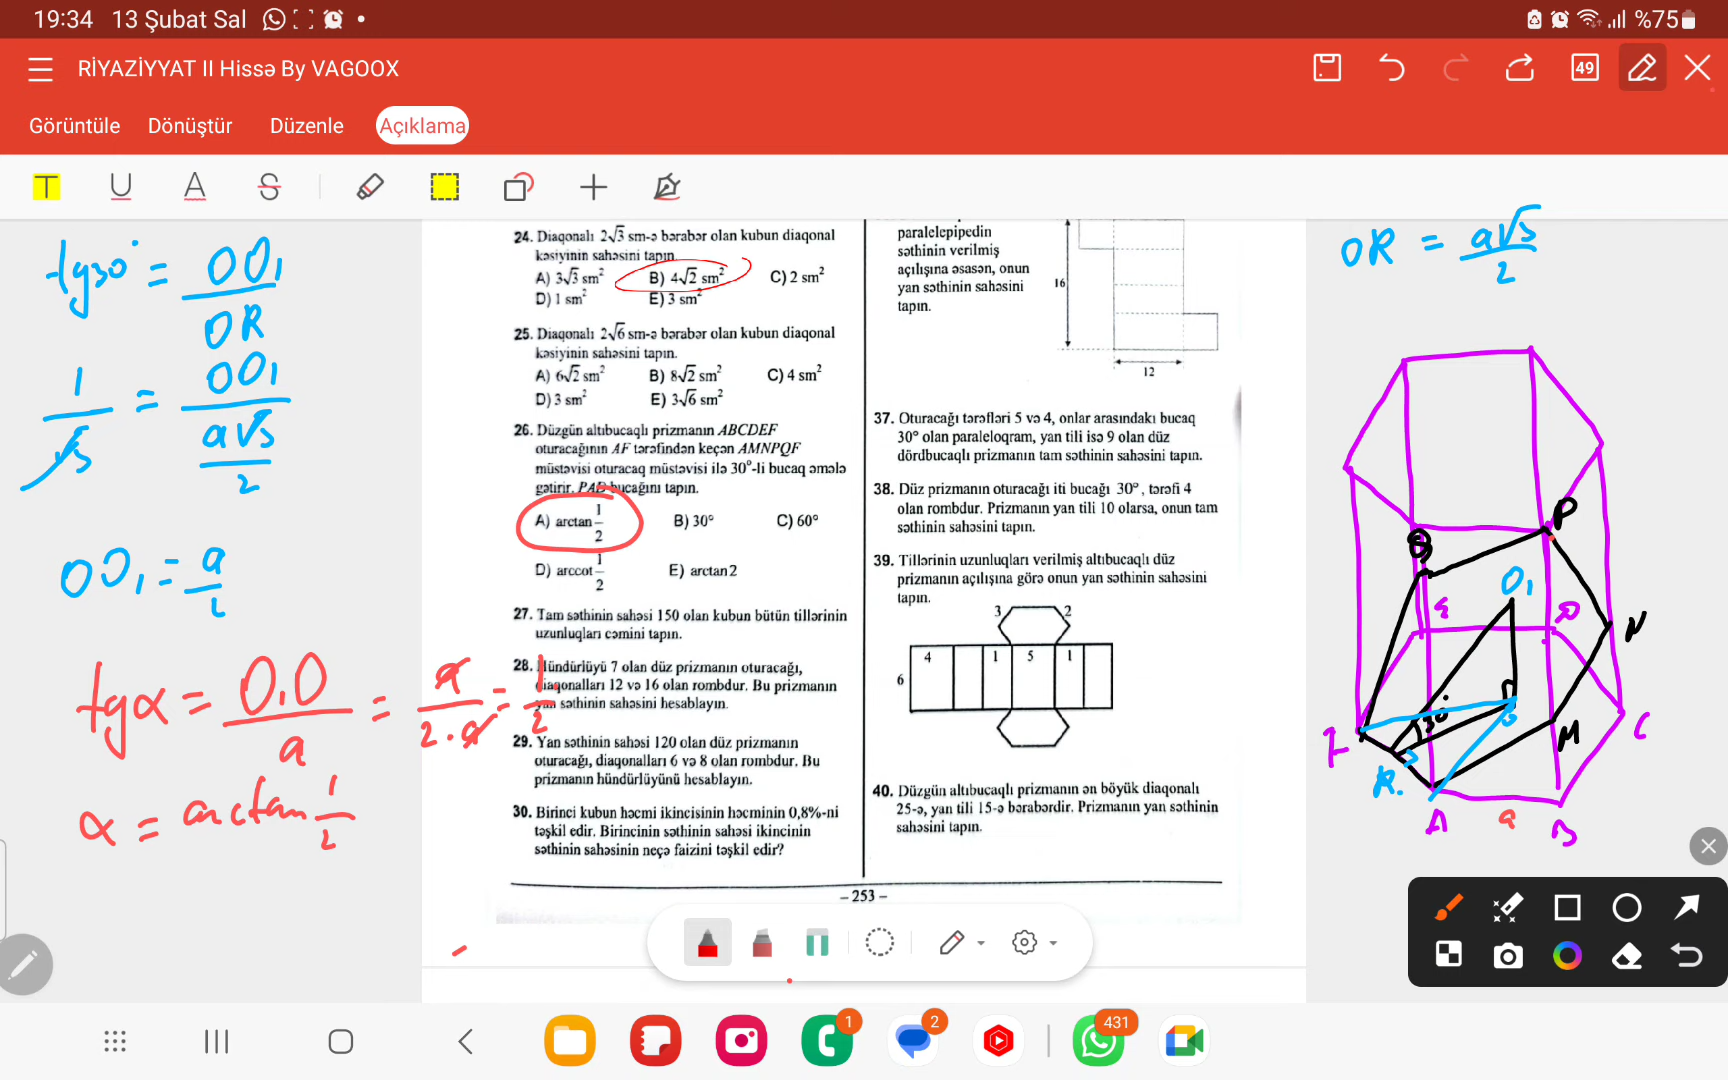 19:34 13 Şubat Sal
%75
RİYAZİYYAT II Hissə By VAGOOX
49
Görüntüle Dönüştür Düzenle Açıklama
T U A S
24. Diaqonalı 2√3 sm-ə bərabər olan kubun diaqonal
kəsiyinin sahəsini tapın.
A) 3√3 sm² B) 4√2 sm² C) 2 sm²
D) 1 sm² E) 3 sm²
25. Diaqonalı 2√6 sm-ə bərabər olan kubun diaqonal
kəsiyinin sahəsini tapın.
A) 6√2 sm² B) 8√2 sm² C) 4 sm²
D) 3 sm² E) 3√6 sm²
26. Düzgün altıbucaqlı prizmanın ABCDEF
oturacağının AF tərəfindən keçən AMNPQF
müstəvisi oturacaq müstəvisi ilə 30°-li bucaq əmələ
gətirir. PAD bucağını tapın.
A) arctan 1/2 B) 30° C) 60°
D) arccot 1/2 E) arctan 2
27. Tam səthinin sahəsi 150 olan kubun bütün tillərinin
uzunluqları cəmini tapın.
28. Hündürlüyü 7 olan düz prizmanın oturacağı,
diaqonalları 12 və 16 olan rombdur. Bu prizmanın
yan səthinin sahəsini hesablayın.
29. Yan səthinin sahəsi 120 olan düz prizmanın
oturacağı, diaqonalları 6 və 8 olan rombdur. Bu
prizmanın hündürlüyünü hesablayın.
30. Birinci kubun həcmi ikincisinin həcminin 0,8%-ni
təşkil edir. Birincinin səthinin sahəsi ikincinin
səthinin sahəsinin neçə faizini təşkil edir?
paralelepipedin
səthinin verilmiş
açılışına əsasən, onun
yan səthinin sahəsini
tapın.
16
12
37. Oturacağı tərəfləri 5 və 4, onlar arasındakı bucaq
30° olan paraleloqram, yan tili isə 9 olan düz
dördbucaqlı prizmanın tam səthinin sahəsini tapın.
38. Düz prizmanın oturacağı iti bucağı 30°, tərəfi 4
olan rombdur. Prizmanın yan tili 10 olarsa, onun tam
səthinin sahəsini tapın.
39. Tillərinin uzunluqları verilmiş altıbucaqlı düz
prizmanın açılışına görə onun yan səthinin sahəsini
tapın.
3 2
4 1 5 1
6
40. Düzgün altıbucaqlı prizmanın ən böyük diaqonalı
25-ə, yan tili 15-ə bərabərdir. Prizmanın yan səthinin
sahəsini tapın.
– 253 –
tg30° = OO₁/OR
1/√3 = OO₁/(a√3/2)
OO₁ = a/2
tgα = O₁O/a = a/2·a = 1/2
α = arctan 1/2
OR = a√3/2
P
O₁
N
30°
O
M
F
C
R
A a B
1 2 431